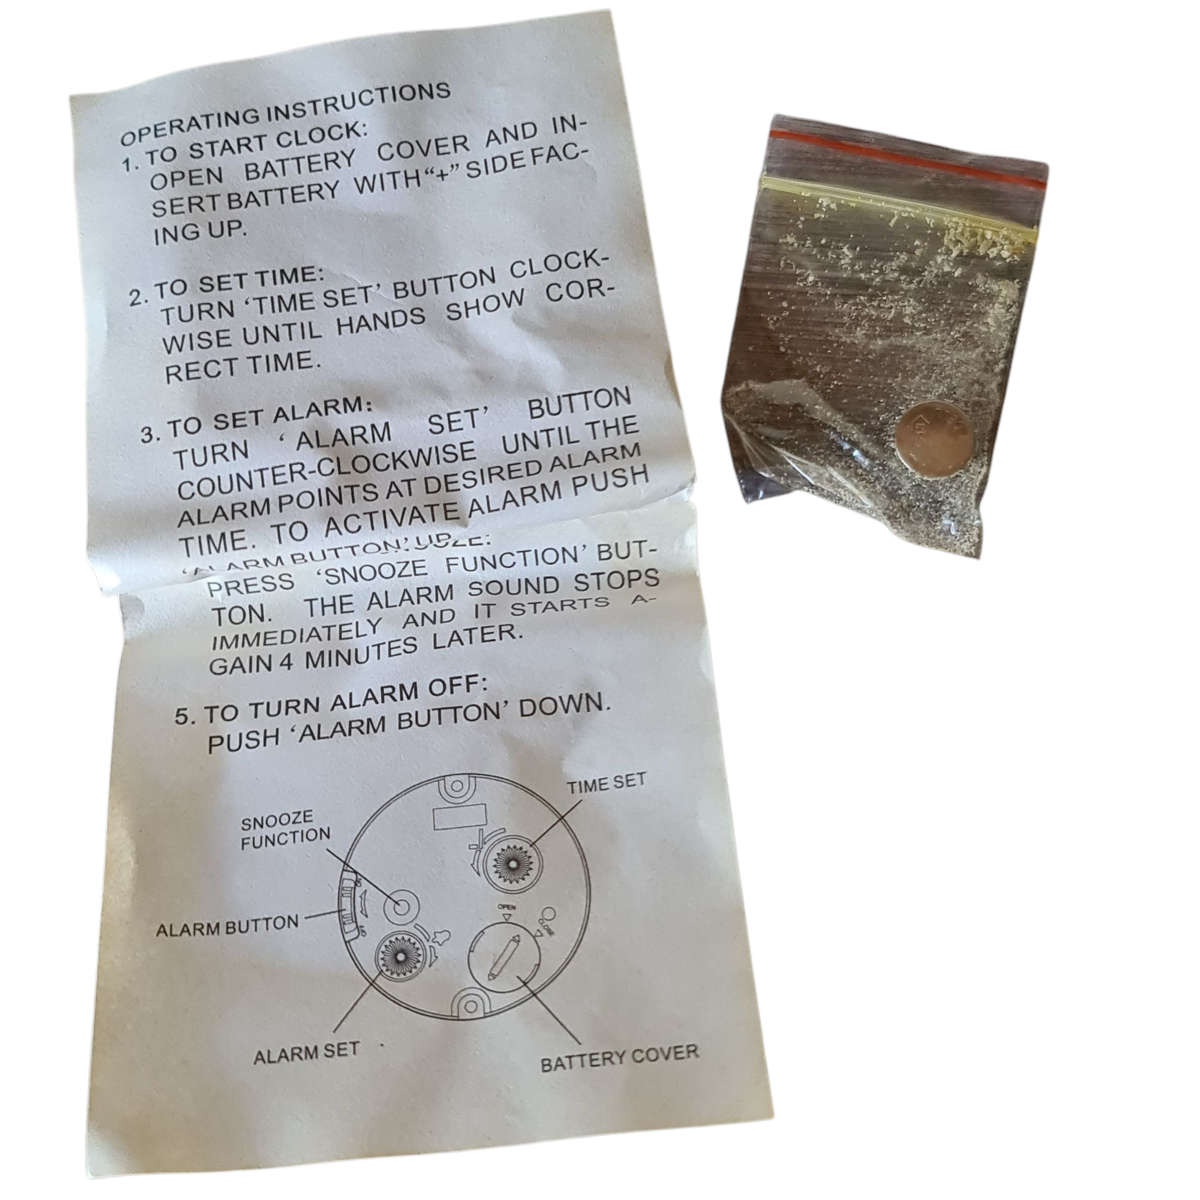 OPERATING INSTRUCTIONS
1. TO START CLOCK:
OPEN BATTERY COVER AND IN-
SERT BATTERY WITH “+” SIDE FAC-
ING UP.
2. TO SET TIME:
TURN ‘TIME SET’ BUTTON CLOCK-
WISE UNTIL HANDS SHOW COR-
RECT TIME.
3. TO SET ALARM:
TURN ‘ALARM SET’ BUTTON
COUNTER-CLOCKWISE UNTIL THE
ALARM POINTS AT DESIRED ALARM
TIME. TO ACTIVATE ALARM PUSH
‘ALARM BUTTON’
PRESS ‘SNOOZE FUNCTION’ BUT-
TON. THE ALARM SOUND STOPS
IMMEDIATELY AND IT STARTS A-
GAIN 4 MINUTES LATER.
5. TO TURN ALARM OFF:
PUSH ‘ALARM BUTTON’ DOWN.
TIME SET
SNOOZE
FUNCTION
ALARM BUTTON
OPEN
CLOSE
ALARM SET
BATTERY COVER